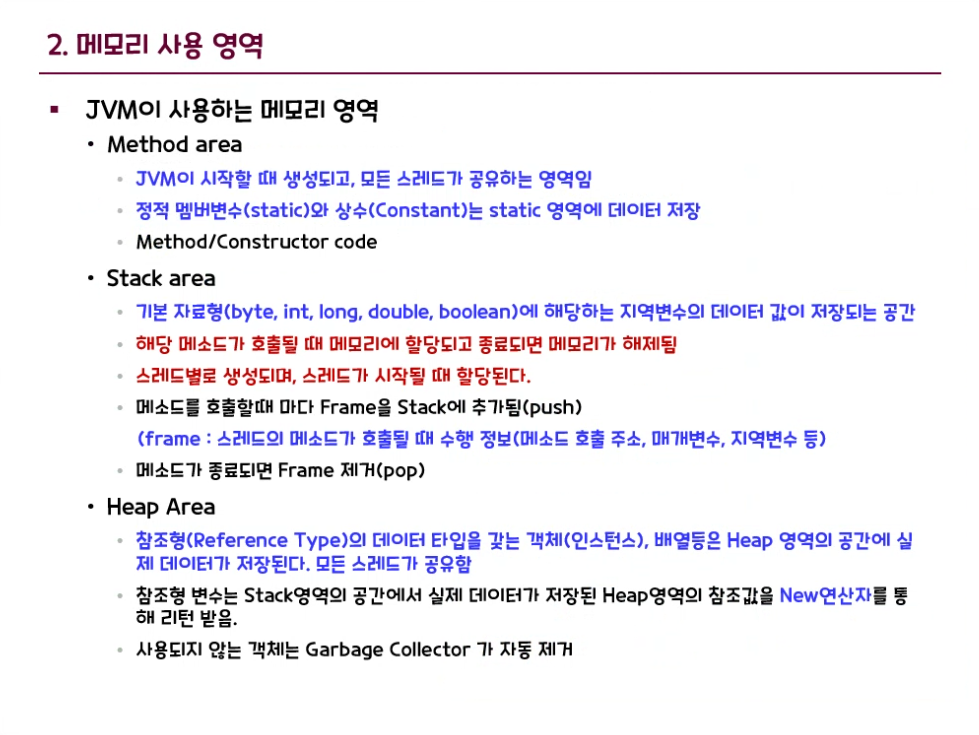 2. 메모리 사용 영역
▪ JVM이 사용하는 메모리 영역
• Method area
• JVM이 시작할 때 생성되고, 모든 스레드가 공유하는 영역임
• 정적 멤버변수(static)와 상수(Constant)는 static 영역에 데이터 저장
• Method/Constructor code
• Stack area
• 기본 자료형(byte, int, long, double, boolean)에 해당하는 지역변수의 데이터 값이 저장되는 공간
• 해당 메소드가 호출될 때 메모리에 할당되고 종료되면 메모리가 해제됨
• 스레드별로 생성되며, 스레드가 시작될 때 할당된다.
• 메소드를 호출할때 마다 Frame을 Stack에 추가됨(push)
(frame : 스레드의 메소드가 호출될 때 수행 정보(메소드 호출 주소, 매개변수, 지역변수 등)
• 메소드가 종료되면 Frame 제거(pop)
• Heap Area
• 참조형(Reference Type)의 데이터 타입을 갖는 객체(인스턴스), 배열등은 Heap 영역의 공간에 실
제 데이터가 저장된다. 모든 스레드가 공유함
• 참조형 변수는 Stack영역의 공간에서 실제 데이터가 저장된 Heap영역의 참조값을 New연산자를 통
해 리턴 받음.
• 사용되지 않는 객체는 Garbage Collector 가 자동 제거